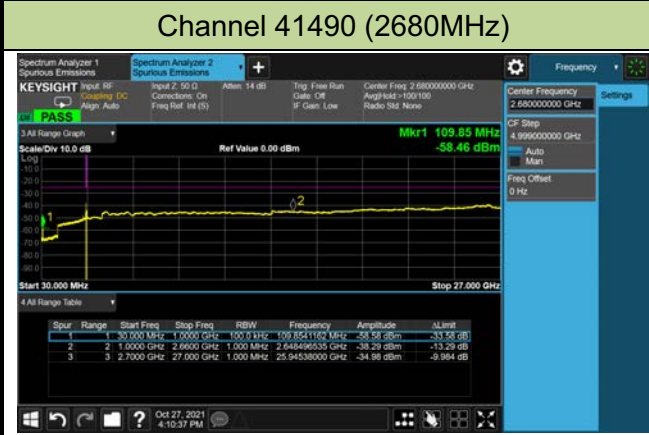 Channel 41490 (2680MHz)
Spectrum Analyzer 1
Spurious Emissions
Spectrum Analyzer 2
Spurious Emissions
+
Frequency
KEYSIGHT
Input: RF
Coupling: DC
Align: Auto
Input Z: 50 Ω
Corrections: On
Freq Ref: Int (S)
Atten: 14 dB
Trig: Free Run
Gate: Off
IF Gain: Low
Center Freq: 2.680000000 GHz
Avg|Hold:>100/100
Radio Std: None
PASS
Center Frequency
2.680000000 GHz
Settings
CF Step
4.999000000 GHz
Auto
Man
Freq Offset
0 Hz
3 All Range Graph
Mkr1 109.85 MHz
Scale/Div 10.0 dB
Ref Value 0.00 dBm
-58.46 dBm
Log
-10.0
-20.0
-30.0
-40.0
-50.0
-60.0
-70.0
-80.0
-90.0
1
2
Start 30.000 MHz
Stop 27.000 GHz
4 All Range Table
Spur Range Start Freq Stop Freq RBW Frequency Amplitude ΔLimit
1 1 30.000 MHz 1.0000 GHz 100.0 kHz 109.8541162 MHz -58.58 dBm -33.58 dB
2 2 1.0000 GHz 2.6600 GHz 1.000 MHz 2.648496535 GHz -38.29 dBm -13.29 dB
3 3 2.7000 GHz 27.000 GHz 1.000 MHz 25.94538000 GHz -34.98 dBm -9.984 dB
?
Oct 27, 2021
4:10:37 PM